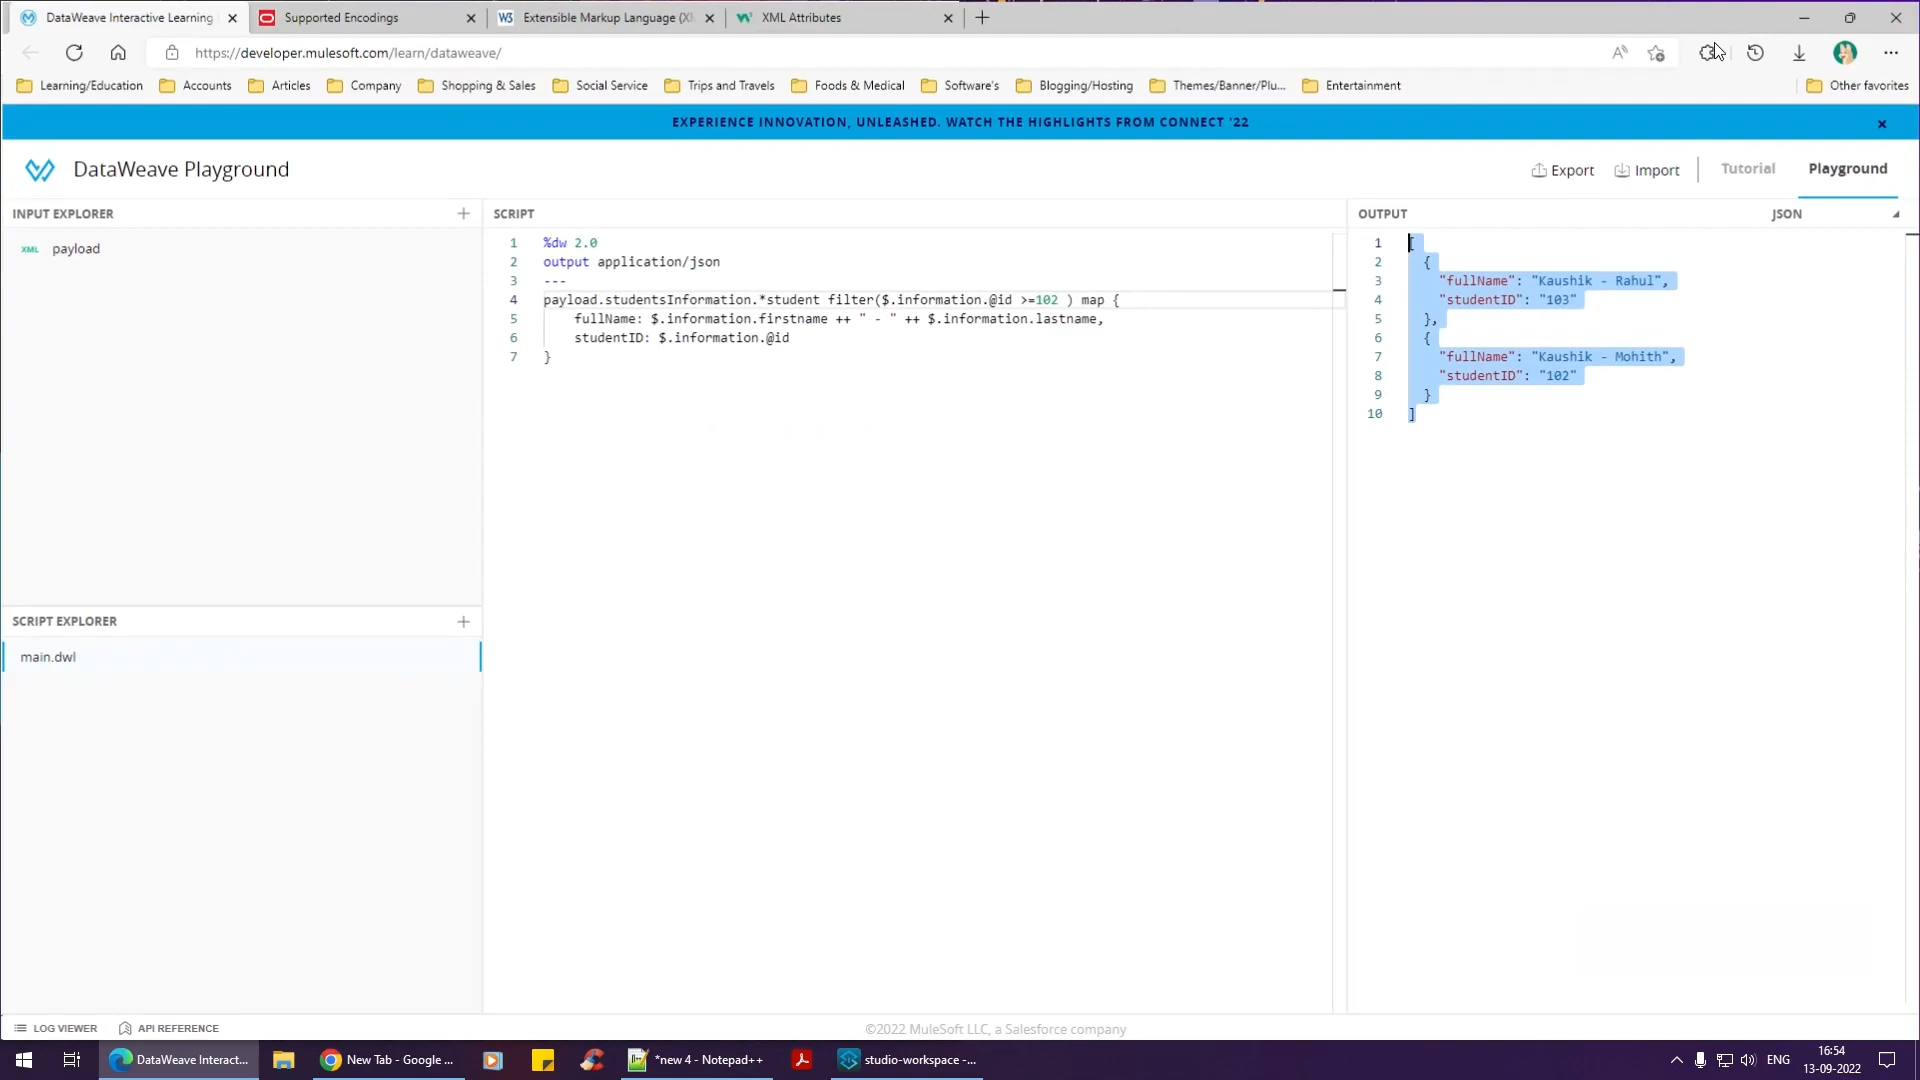 DataWeave Interactive Learning
Supported Encodings
W3 Extensible Markup Language (X
XML Attributes
https://developer.mulesoft.com/learn/dataweave/
Learning/Education
Accounts
Articles
Company
Shopping & Sales
Social Service
Trips and Travels
Foods & Medical
Software's
Blogging/Hosting
Themes/Banner/Plu...
Entertainment
Other favorites
EXPERIENCE INNOVATION, UNLEASHED. WATCH THE HIGHLIGHTS FROM CONNECT '22
DataWeave Playground
Export
Import
Tutorial
Playground
INPUT EXPLORER
XML payload
SCRIPT EXPLORER
main.dwl
SCRIPT
1 %dw 2.0
2 output application/json
3 ---
4 payload.studentsInformation.*student filter($.information.@id >=102 ) map {
5 fullName: $.information.firstname ++ " - " ++ $.information.lastname,
6 studentID: $.information.@id
7 }
OUTPUT
JSON
1 [
2 {
3 "fullName": "Kaushik - Rahul",
4 "studentID": "103"
5 },
6 {
7 "fullName": "Kaushik - Mohith",
8 "studentID": "102"
9 }
10 ]
LOG VIEWER
API REFERENCE
©2022 MuleSoft LLC, a Salesforce company
DataWeave Interact...
New Tab - Google ...
*new 4 - Notepad++
studio-workspace -...
ENG
16:54
13-09-2022